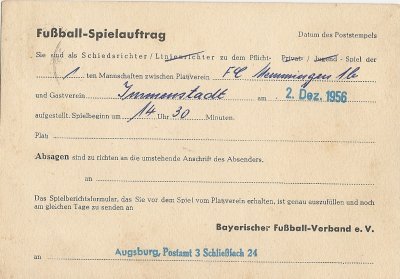 Fußball-Spielauftrag
Datum des Poststempels
Sie sind als Schiedsrichter / Linienrichter zu dem Pflicht- Privat- / Jugend- Spiel der
1 ten Mannschaften zwischen Platzverein FC Memmingen 1b
und Gastverein Immenstadt am 2. Dez. 1956
aufgestellt. Spielbeginn um 14 Uhr 30 Minuten.
Platz
Absagen sind zu richten an die umstehende Anschrift des Absenders.
an
Das Spielberichtsformular, das Sie vor dem Spiel vom Platzverein erhalten, ist genau auszufüllen und noch
am gleichen Tage zu senden an
Bayerischer Fußball-Verband e. V.
an Augsburg, Postamt 3 Schließfach 24